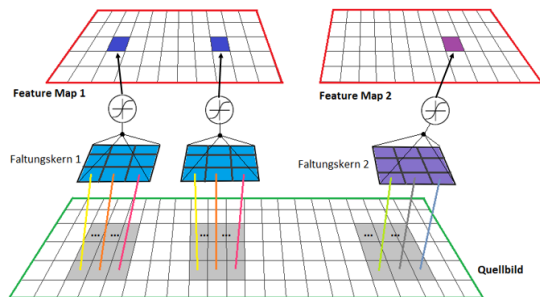 Feature Map 1
Feature Map 2
Faltungskern 1
Faltungskern 2
... ...
... ...
... ...
Quellbild